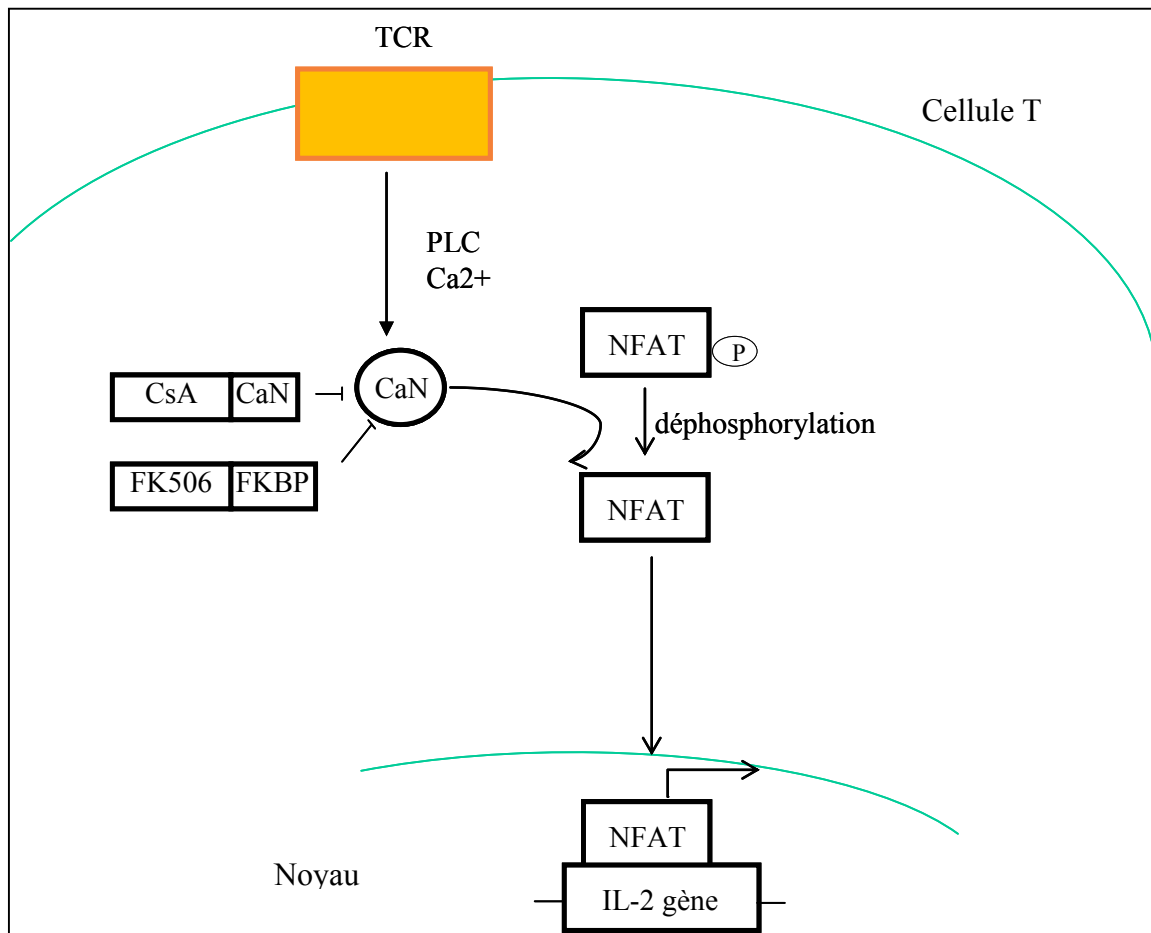 TCR
Cellule T
PLC
Ca2+
NFAT
P
CsA CaN
CaN
déphosphorylation
FK506 FKBP
NFAT
NFAT
Noyau
IL-2 gène